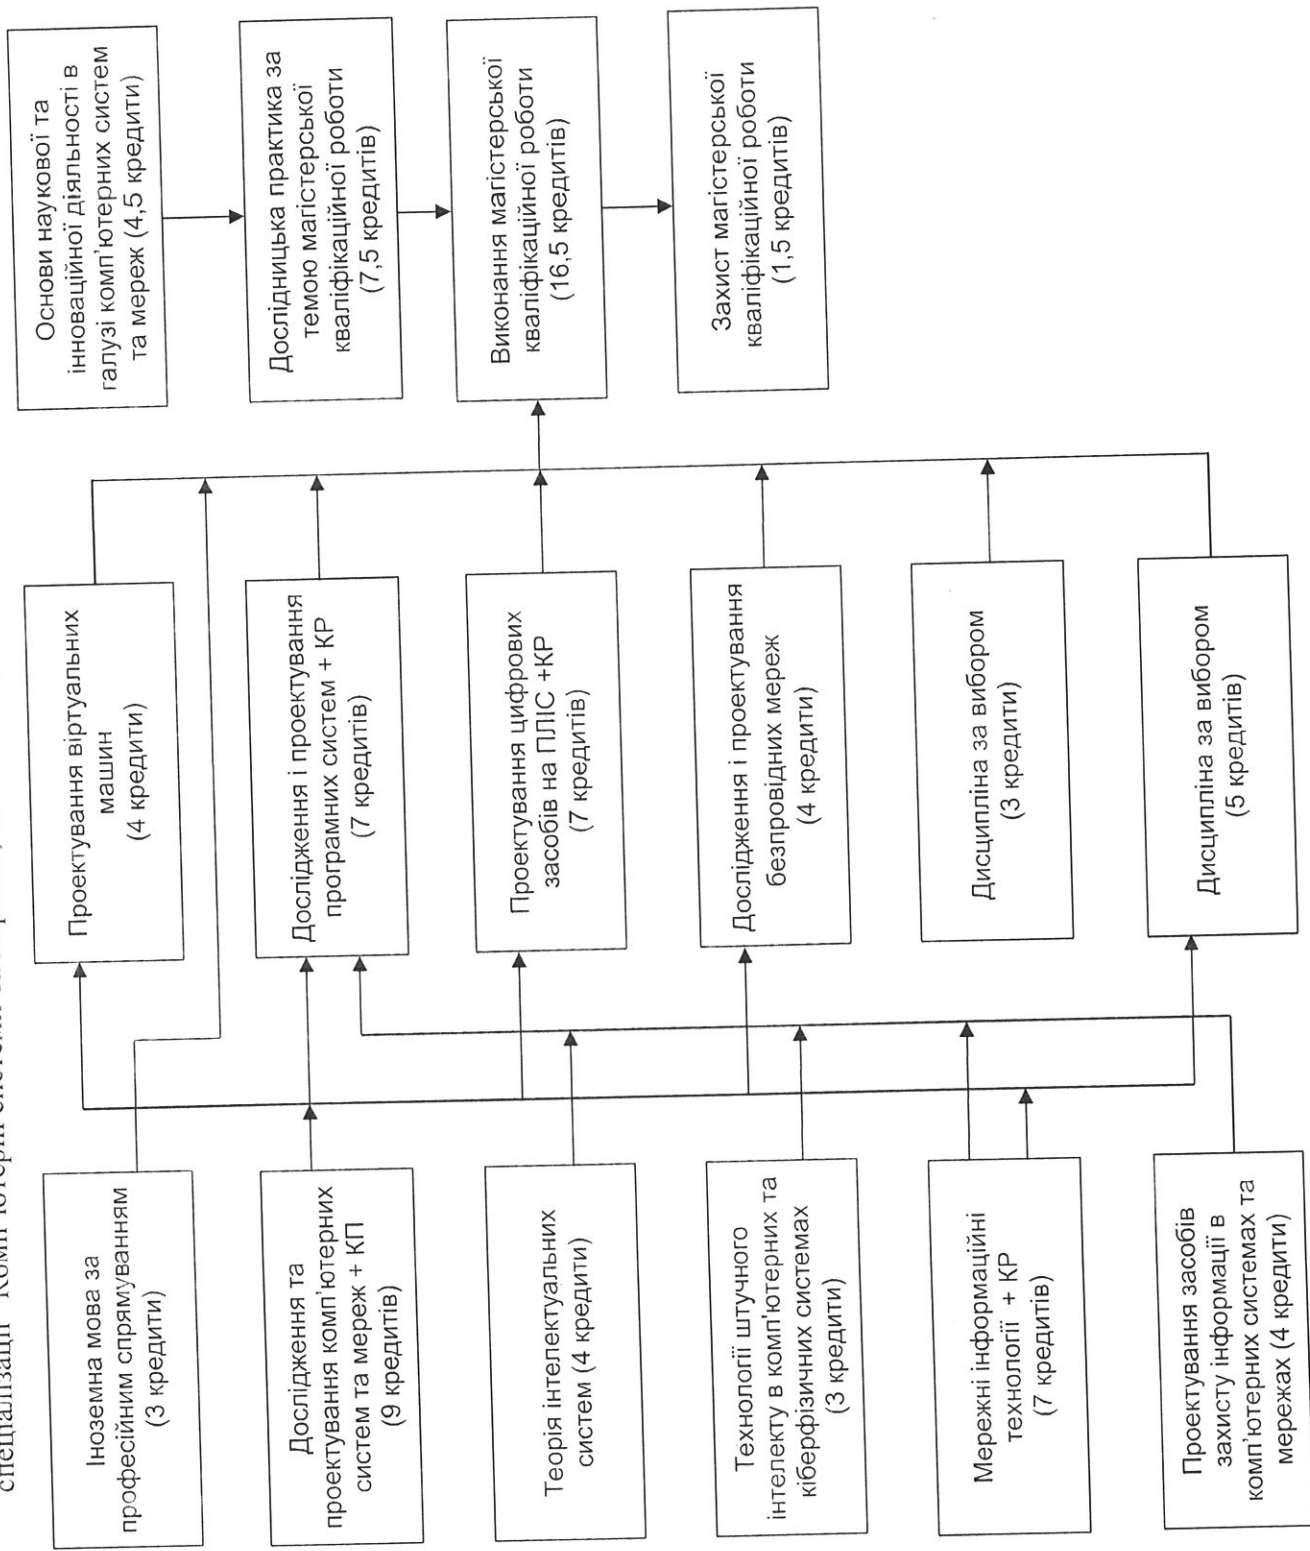 спеціалізації
Іноземна мова за
професійним спрямуванням
(3 кредити)
Дослідження та
проектування комп'ютерних
систем та мереж + КП
(9 кредитів)
Теорія інтелектуальних
систем (4 кредити)
Технології штучного
інтелекту в комп'ютерних та
кіберфізичних системах
(3 кредити)
Мережні інформаційні
технології + КР
(7 кредитів)
Проектування засобів
захисту інформації в
комп'ютерних системах та
мережах (4 кредити)
Проектування віртуальних
машин
(4 кредити)
Дослідження і проектування
програмних систем + КР
(7 кредитів)
Проектування цифрових
засобів на ПЛІС +КР
(7 кредитів)
Дослідження і проектування
безпровідних мереж
(4 кредити)
Дисципліна за вибором
(3 кредити)
Дисципліна за вибором
(5 кредитів)
Основи наукової та
інноваційної діяльності в
галузі комп'ютерних систем
та мереж (4,5 кредити)
Дослідницька практика за
темою магістерської
кваліфікаційної роботи
(7,5 кредитів)
Виконання магістерської
кваліфікаційної роботи
(16,5 кредитів)
Захист магістерської
кваліфікаційної роботи
(1,5 кредитів)